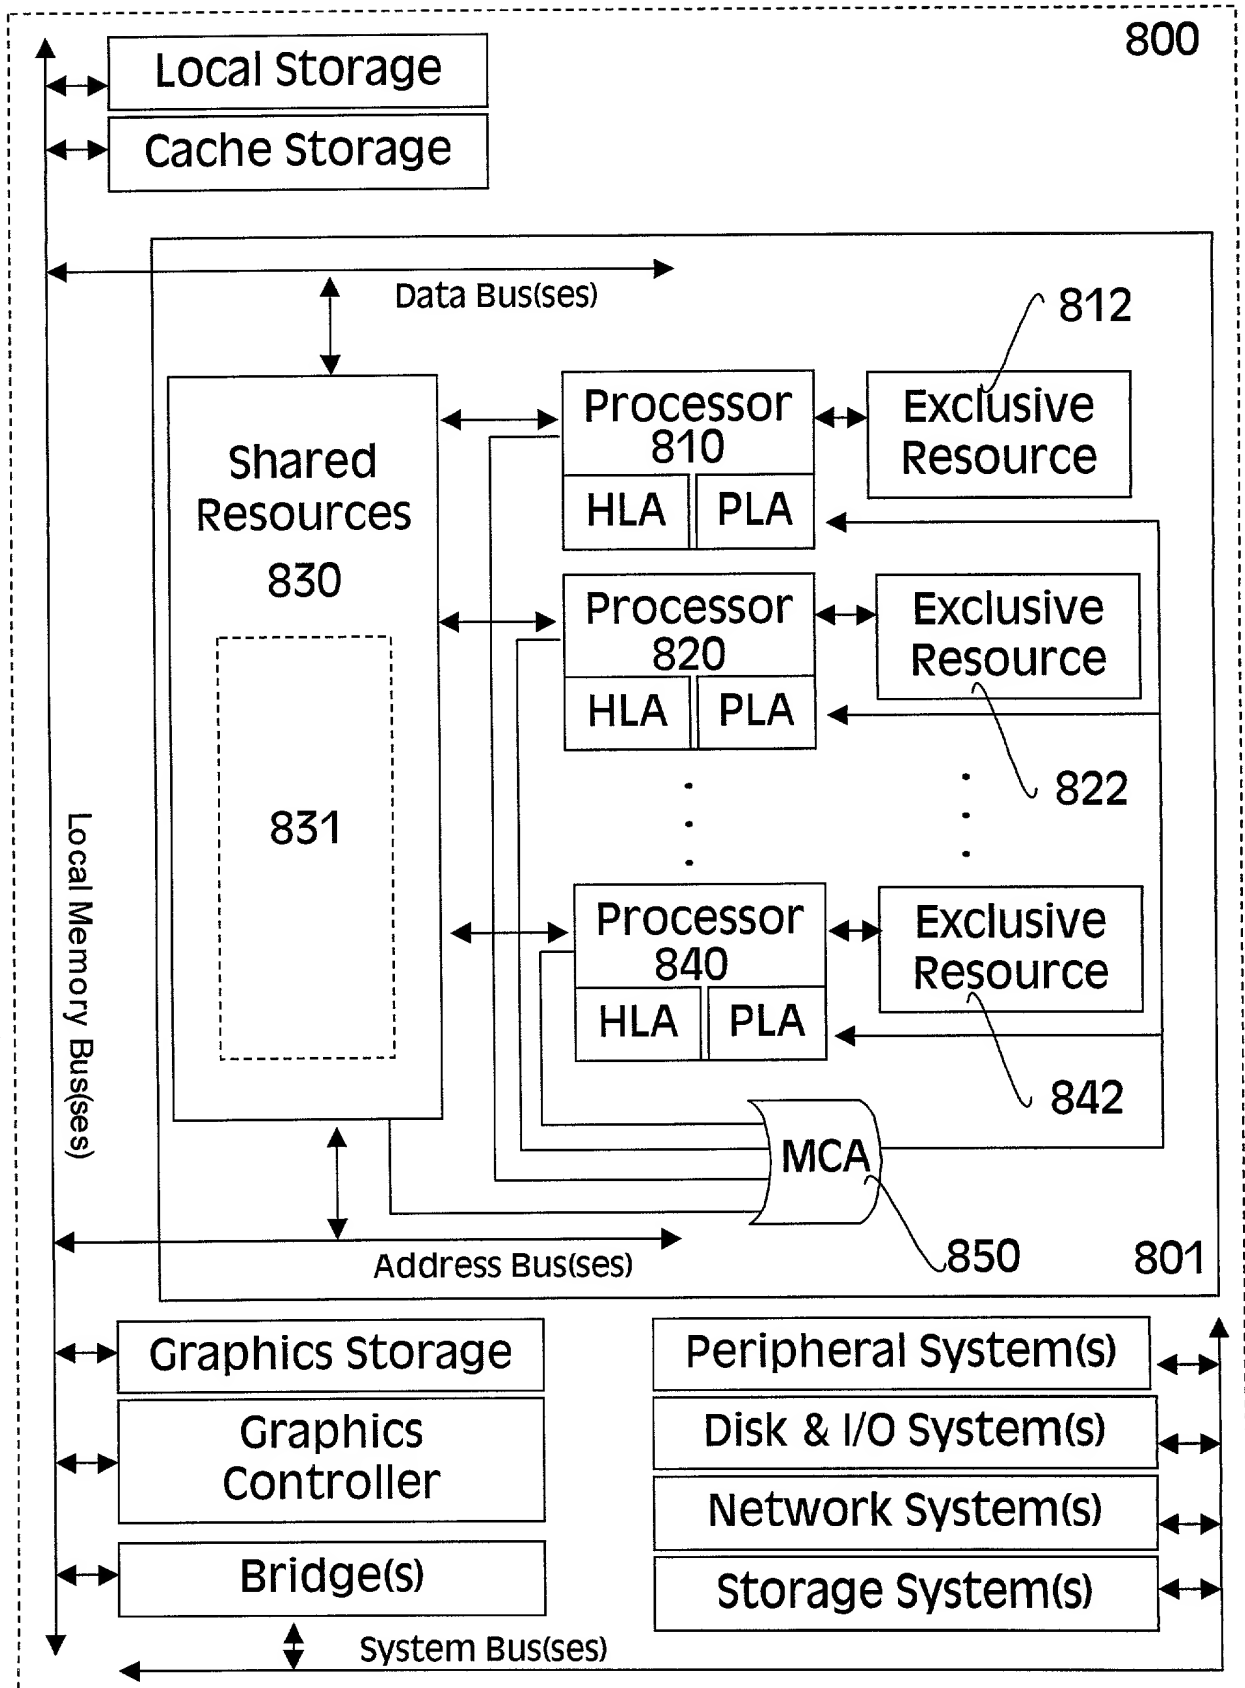 800
Local Storage
Cache Storage
Data Bus(ses)
812
Processor
810
HLA PLA
Exclusive
Resource
Shared
Resources
830
831
Processor
820
HLA PLA
Exclusive
Resource
822
Local Memory Bus(ses)
Processor
840
HLA PLA
Exclusive
Resource
842
MCA
850
Address Bus(ses)
801
Graphics Storage
Graphics
Controller
Bridge(s)
Peripheral System(s)
Disk & I/O System(s)
Network System(s)
Storage System(s)
System Bus(ses)